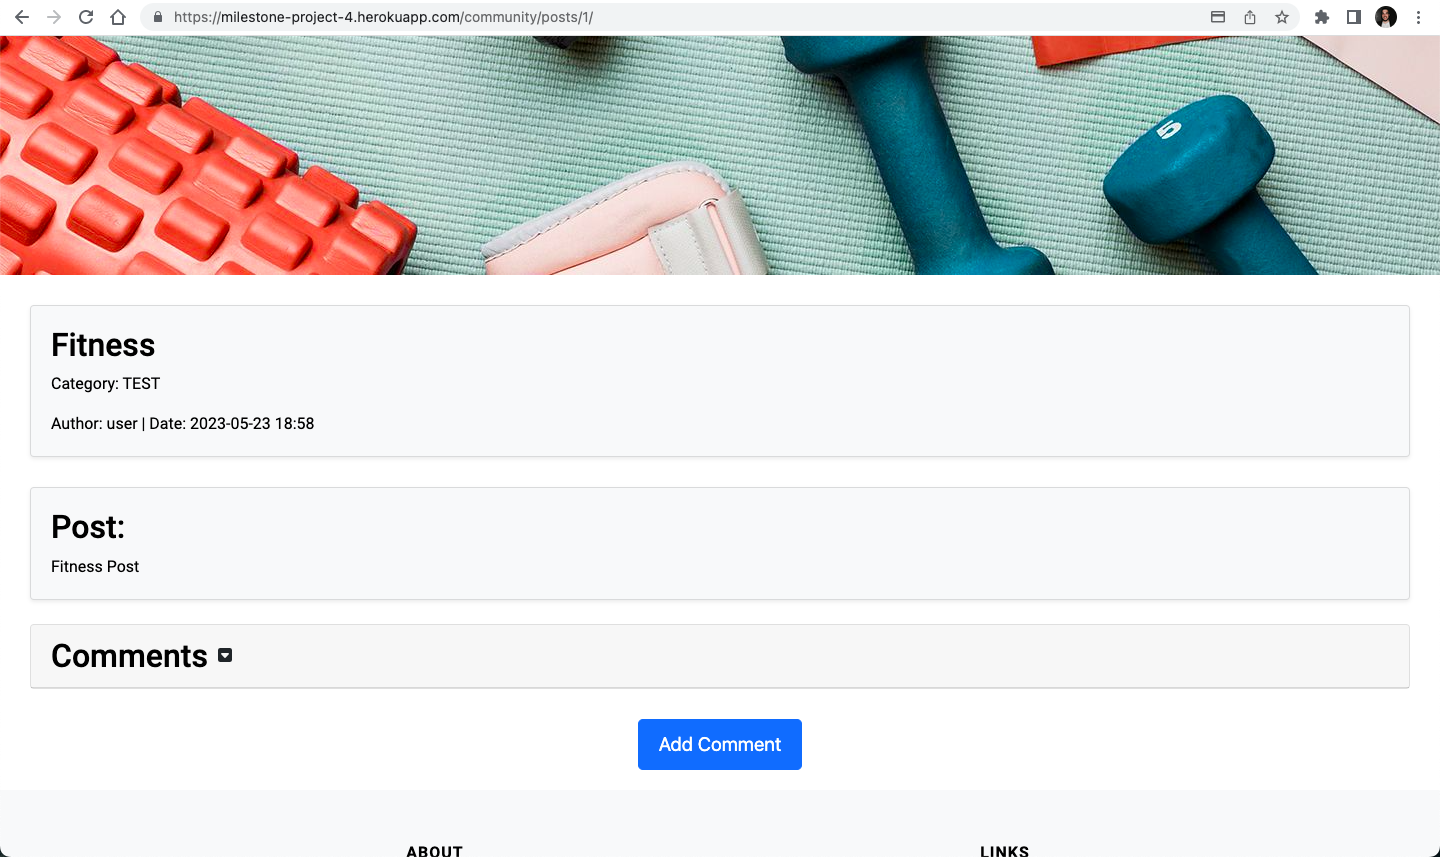 https://milestone-project-4.herokuapp.com/community/posts/1/
5
Fitness
Category: TEST
Author: user | Date: 2023-05-23 18:58
Post:
Fitness Post
Comments
Add Comment
ABOUT
LINKS